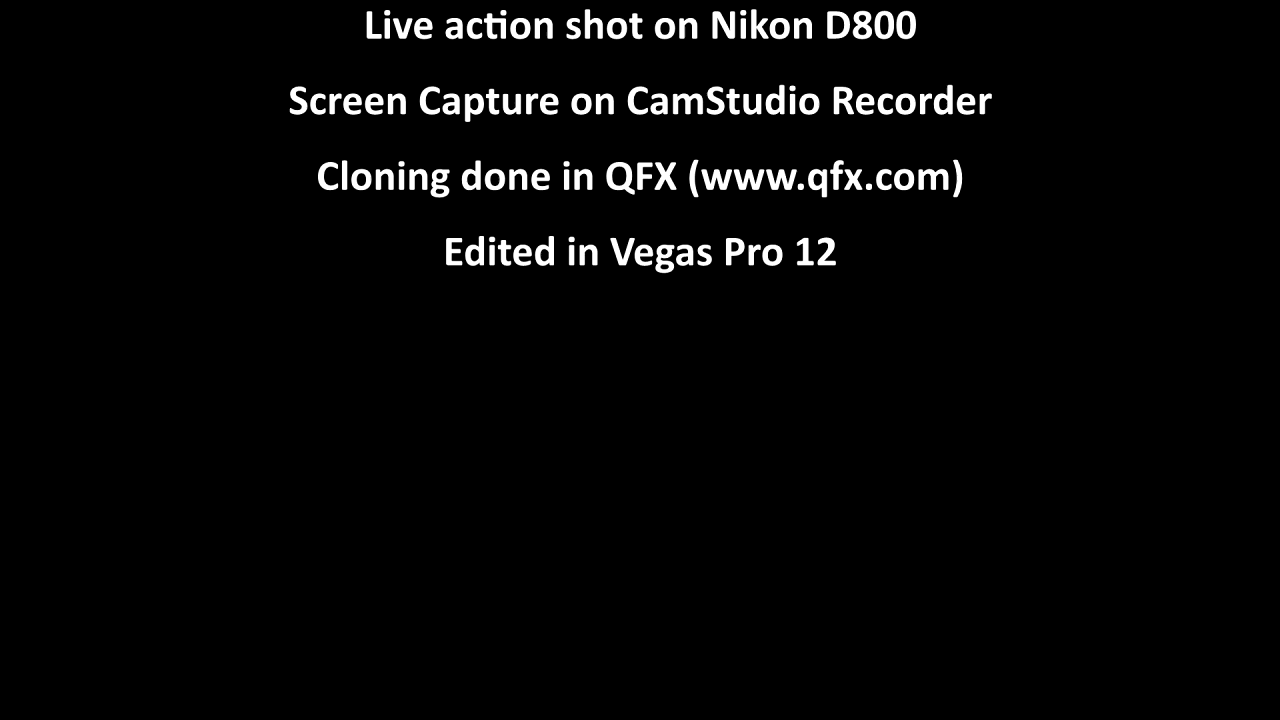 Live action shot on Nikon D800
Screen Capture on CamStudio Recorder
Cloning done in QFX (www.qfx.com)
Edited in Vegas Pro 12